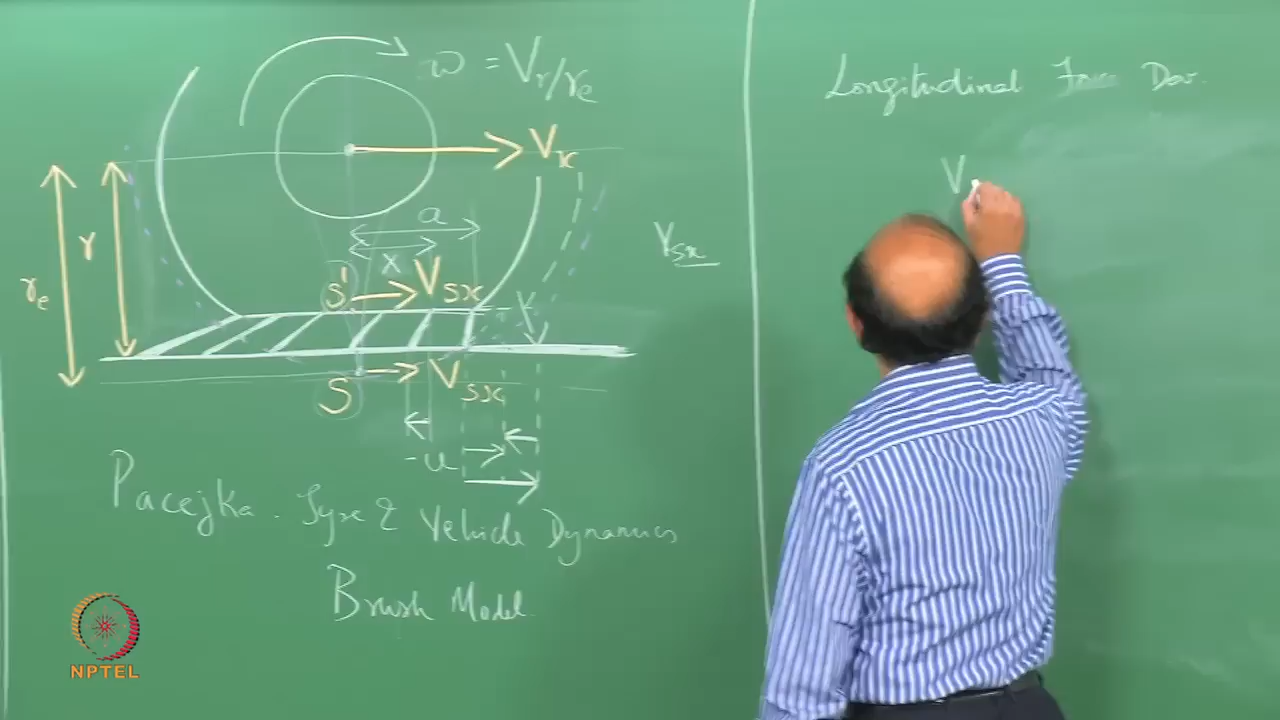 ω = Vr/re
Vx
a
x
Vsx
re
r
S'
Vsx
S
Vsx
-u
Pacejka. Tyre & Vehicle Dynamics
Brush Model
NPTEL
Longitudinal Force Dev.
V